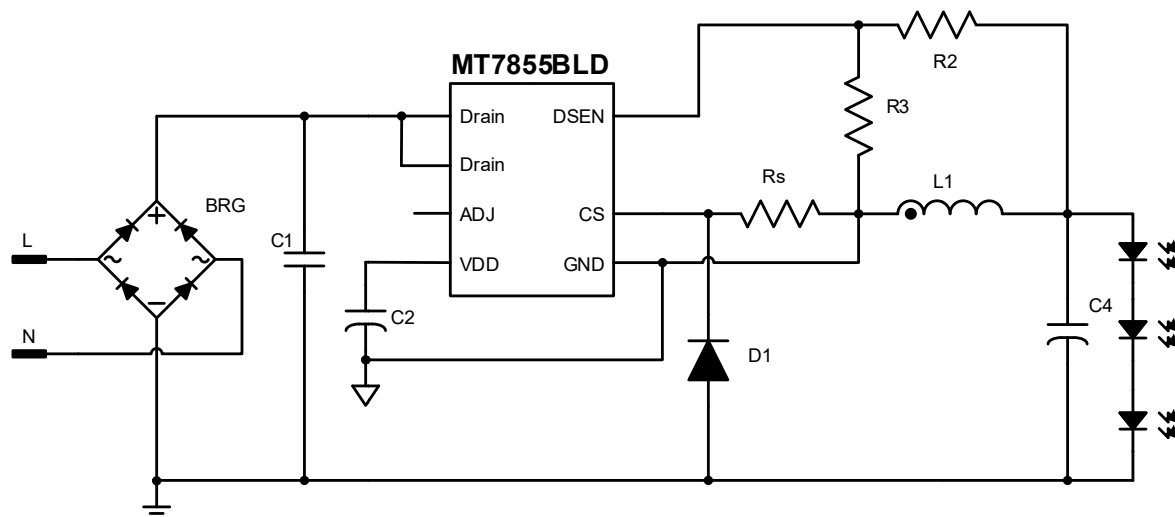 MT7855BLD
R2
Drain
DSEN
R3
Drain
Rs
L1
BRG
ADJ
CS
L
C1
VDD
GND
C2
C4
N
D1